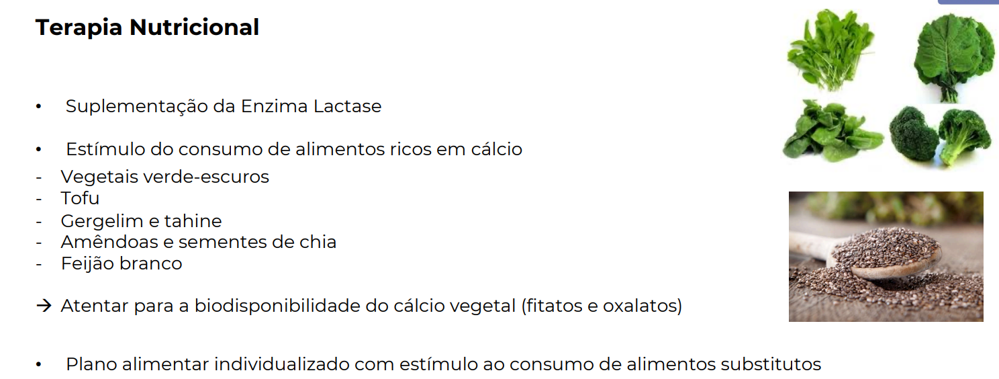 Terapia Nutricional
• Suplementação da Enzima Lactase
• Estímulo do consumo de alimentos ricos em cálcio
- Vegetais verde-escuros
- Tofu
- Gergelim e tahine
- Amêndoas e sementes de chia
- Feijão branco
→ Atentar para a biodisponibilidade do cálcio vegetal (fitatos e oxalatos)
• Plano alimentar individualizado com estímulo ao consumo de alimentos substitutos